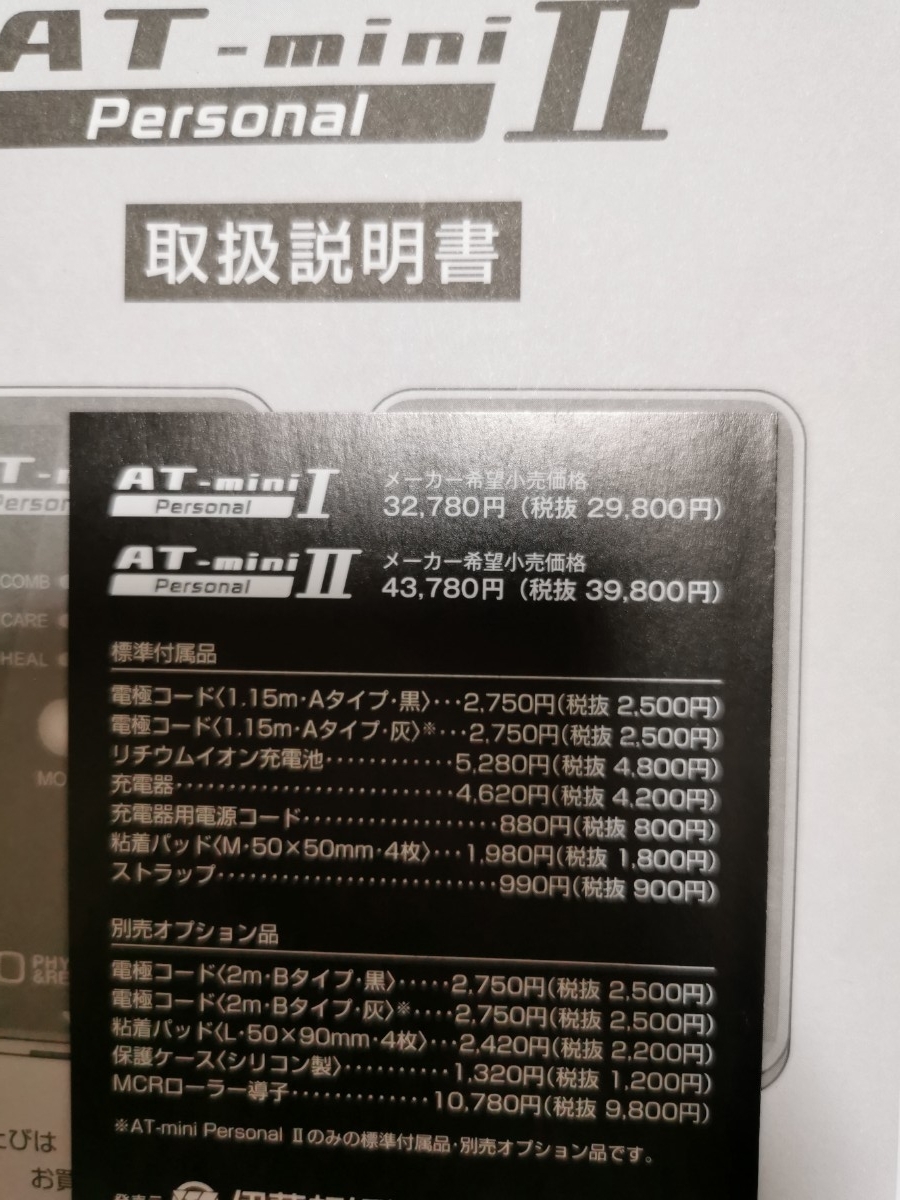 AT-mini II
Personal
取扱説明書
AT-mini I
Personal
メーカー希望小売価格
32,780円（税抜 29,800円）
AT-mini II
Personal
メーカー希望小売価格
43,780円（税抜 39,800円）
COMB
CARE
HEAL
標準付属品
電極コード〈1.15m・Aタイプ・黒〉…2,750円(税抜 2,500円)
電極コード〈1.15m・Aタイプ・灰〉※…2,750円(税抜 2,500円)
リチウムイオン充電池…………5,280円(税抜 4,800円)
充電器………………………4,620円(税抜 4,200円)
充電器用電源コード………………880円(税抜 800円)
粘着パッド〈M・50×50mm・4枚〉…1,980円(税抜 1,800円)
ストラップ………………………990円(税抜 900円)
別売オプション品
電極コード〈2m・Bタイプ・黒〉……2,750円(税抜 2,500円)
電極コード〈2m・Bタイプ・灰〉※…2,750円(税抜 2,500円)
粘着パッド〈L・50×90mm・4枚〉…2,420円(税抜 2,200円)
保護ケース〈シリコン製〉…………1,320円(税抜 1,200円)
MCRローラー導子……………10,780円(税抜 9,800円)
※AT-mini Personal IIのみの標準付属品・別売オプション品です。